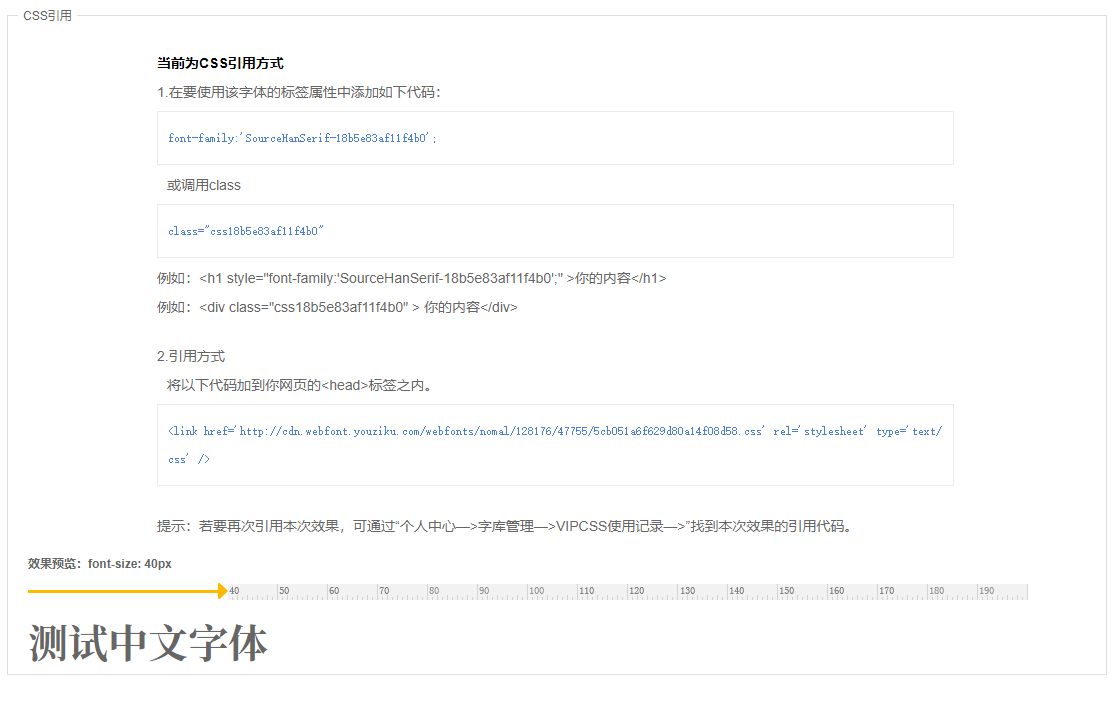 CSS引用
当前为CSS引用方式
1.在要使用该字体的标签属性中添加如下代码：
font-family:'SourceHanSerif-18b5e83af11f4b0';
或调用class
class="css18b5e83af11f4b0"
例如：<h1 style="font-family:'SourceHanSerif-18b5e83af11f4b0';" >你的内容</h1>
例如：<div class="css18b5e83af11f4b0" > 你的内容</div>
2.引用方式
将以下代码加到你网页的<head>标签之内。
<link href='http://cdn.webfont.youziku.com/webfonts/nomal/128176/47755/5cb051a6f629d80a14f08d58.css' rel='stylesheet' type='text/
css' />
提示：若要再次引用本次效果，可通过“个人中心—>字库管理—>VIPCSS使用记录—>”找到本次效果的引用代码。
效果预览：font-size: 40px
40 50 60 70 80 90 100 110 120 130 140 150 160 170 180 190
测试中文字体